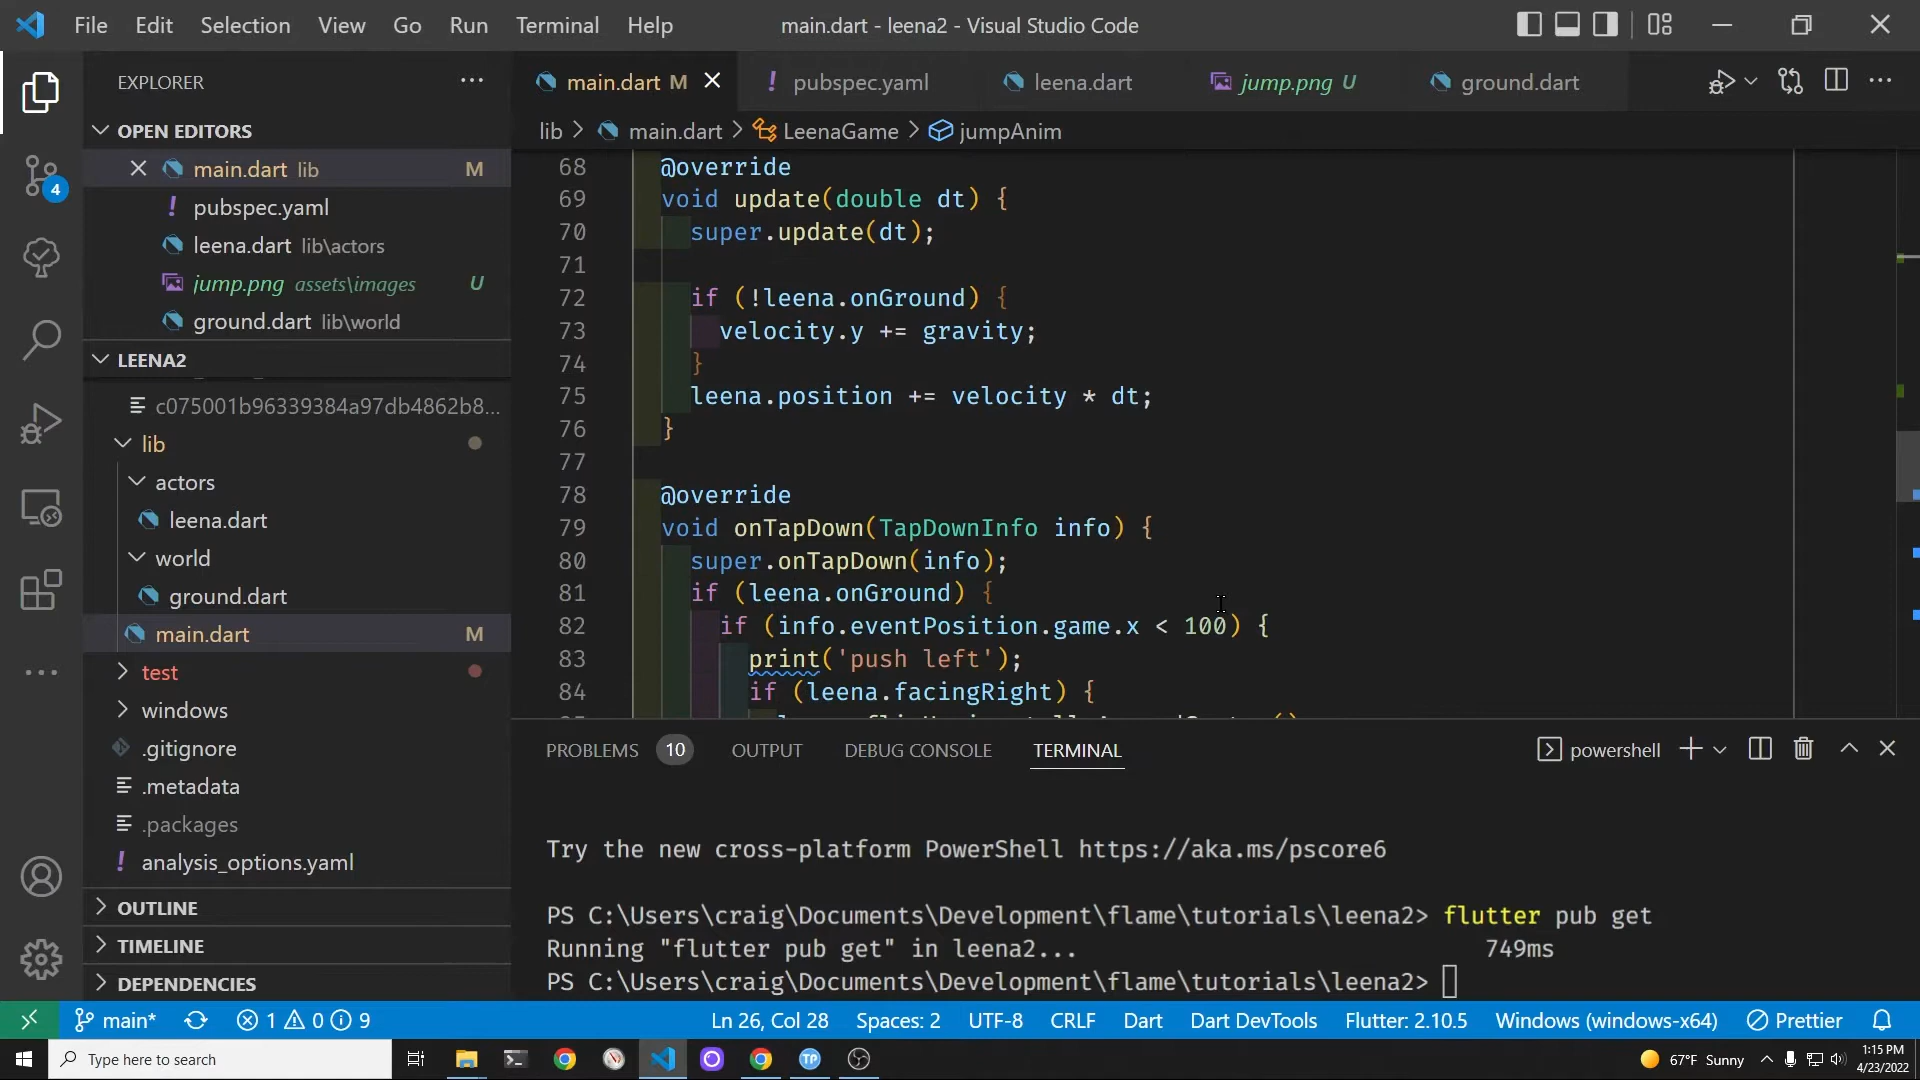 File Edit Selection View Go Run Terminal Help
main.dart - leena2 - Visual Studio Code
EXPLORER
OPEN EDITORS
main.dart lib M
pubspec.yaml
leena.dart lib\actors
jump.png assets\images U
ground.dart lib\world
LEENA2
c075001b96339384a97db4862b8...
lib
actors
leena.dart
world
ground.dart
main.dart M
test
windows
.gitignore
.metadata
.packages
analysis_options.yaml
OUTLINE
TIMELINE
DEPENDENCIES
4
main.dart M
pubspec.yaml
leena.dart
jump.png U
ground.dart
lib > main.dart > LeenaGame > jumpAnim
68 @override
69 void update(double dt) {
70 super.update(dt);
71
72 if (!leena.onGround) {
73 velocity.y += gravity;
74 }
75 leena.position += velocity * dt;
76 }
77
78 @override
79 void onTapDown(TapDownInfo info) {
80 super.onTapDown(info);
81 if (leena.onGround) {
82 if (info.eventPosition.game.x < 100) {
83 print('push left');
84 if (leena.facingRight) {
PROBLEMS 10 OUTPUT DEBUG CONSOLE TERMINAL
powershell
Try the new cross-platform PowerShell https://aka.ms/pscore6
PS C:\Users\craig\Documents\Development\flame\tutorials\leena2> flutter pub get
Running "flutter pub get" in leena2... 749ms
PS C:\Users\craig\Documents\Development\flame\tutorials\leena2>
main* 1 0 9
Ln 26, Col 28 Spaces: 2 UTF-8 CRLF Dart Dart DevTools Flutter: 2.10.5 Windows (windows-x64) Prettier
Type here to search
TP
67°F Sunny
1:15 PM
4/23/2022